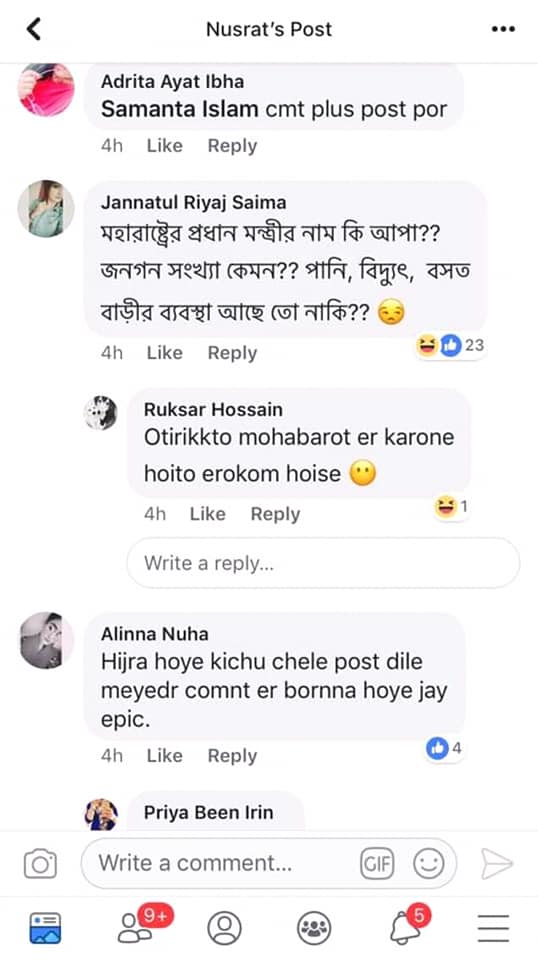 Nusrat's Post
Adrita Ayat Ibha
Samanta Islam cmt plus post por
4h Like Reply
Jannatul Riyaj Saima
মহারাষ্ট্রের প্রধান মন্ত্রীর নাম কি আপা??
জনগন সংখ্যা কেমন?? পানি, বিদ্যুৎ, বসত
বাড়ীর ব্যবস্থা আছে তো নাকি?? 😒
4h Like Reply 23
Ruksar Hossain
Otirikkto mohabarot er karone
hoito erokom hoise 😶
4h Like Reply 1
Write a reply...
Alinna Nuha
Hijra hoye kichu chele post dile
meyedr comnt er bornna hoye jay
epic.
4h Like Reply 4
Priya Been Irin
Write a comment... GIF
9+ 5